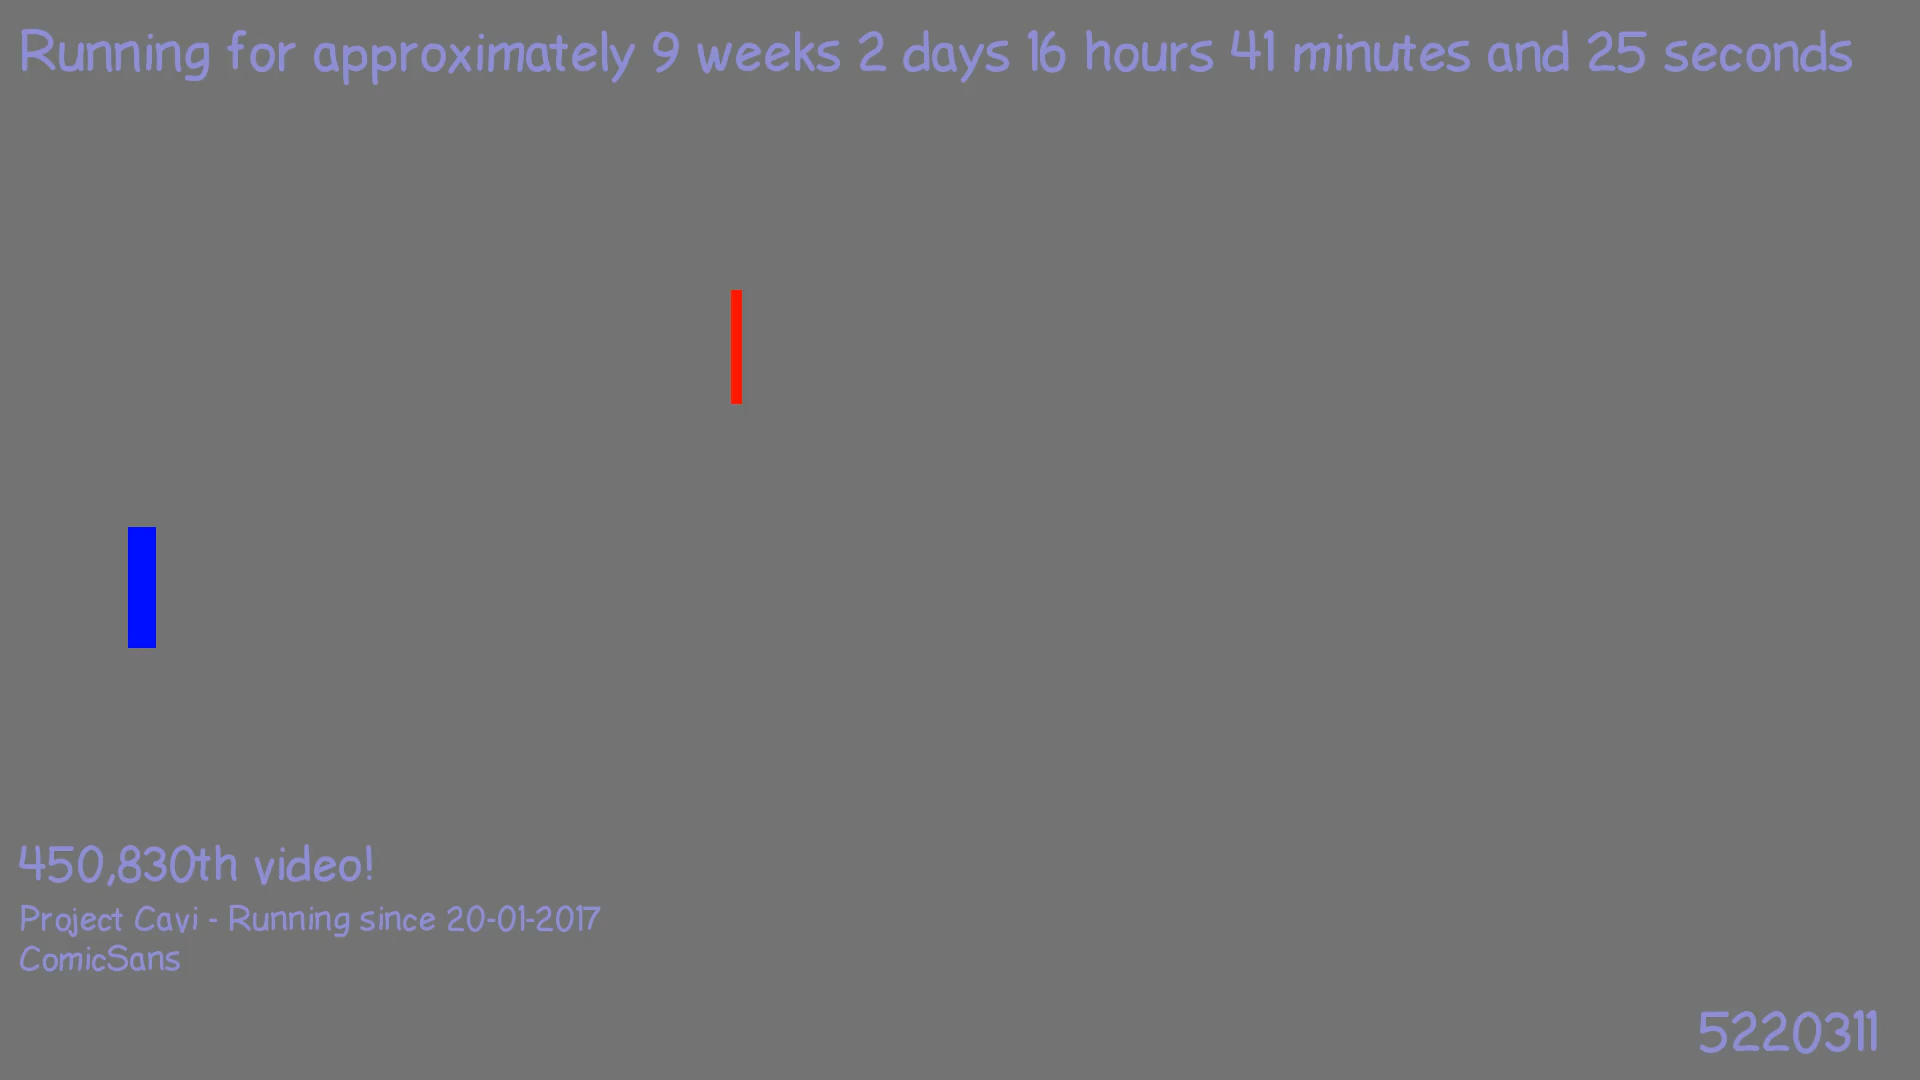 Running for approximately 9 weeks 2 days 16 hours 41 minutes and 25 seconds
450,830th video!
Project Cavi - Running since 20-01-2017
ComicSans
5220311